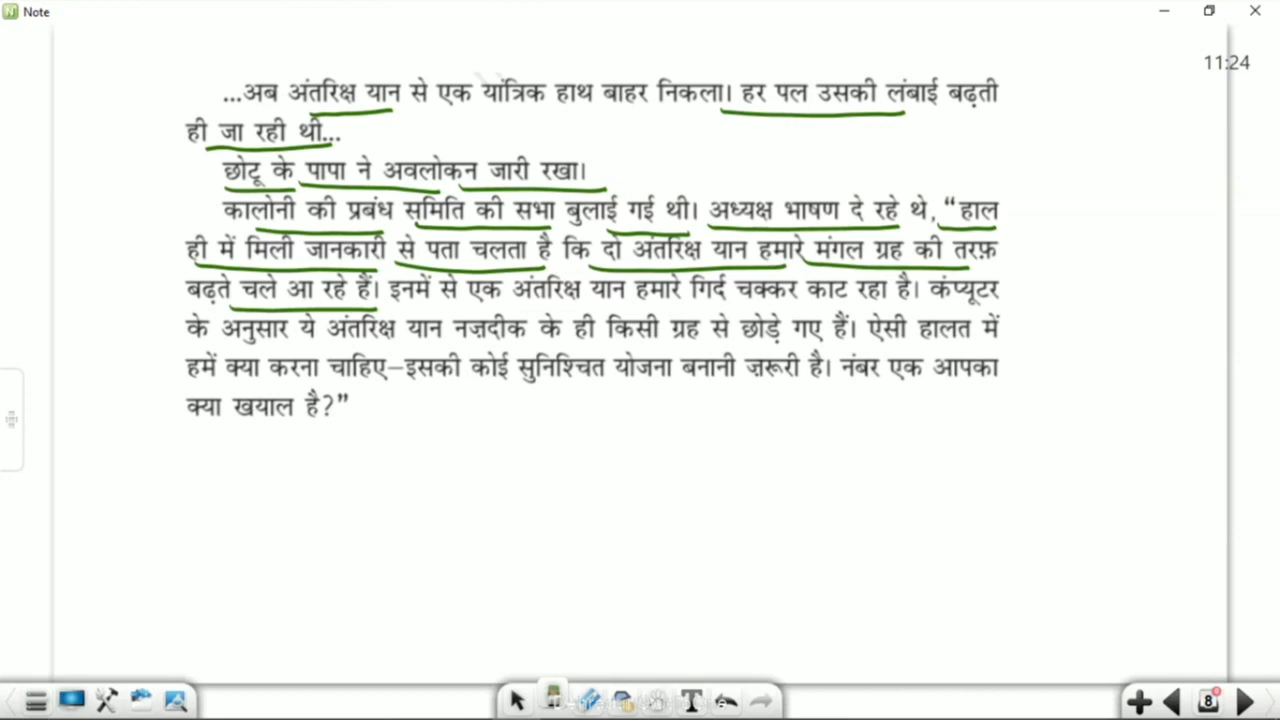 Note
11:24
...अब अंतरिक्ष यान से एक यांत्रिक हाथ बाहर निकला। हर पल उसकी लंबाई बढ़ती
ही जा रही थी...
छोटू के पापा ने अवलोकन जारी रखा।
कालोनी की प्रबंध समिति की सभा बुलाई गई थी। अध्यक्ष भाषण दे रहे थे, “हाल
ही में मिली जानकारी से पता चलता है कि दो अंतरिक्ष यान हमारे मंगल ग्रह की तरफ़
बढ़ते चले आ रहे हैं। इनमें से एक अंतरिक्ष यान हमारे गिर्द चक्कर काट रहा है। कंप्यूटर
के अनुसार ये अंतरिक्ष यान नज़दीक के ही किसी ग्रह से छोड़े गए हैं। ऐसी हालत में
हमें क्या करना चाहिए–इसकी कोई सुनिश्चित योजना बनानी ज़रूरी है। नंबर एक आपका
क्या खयाल है?”
T
8